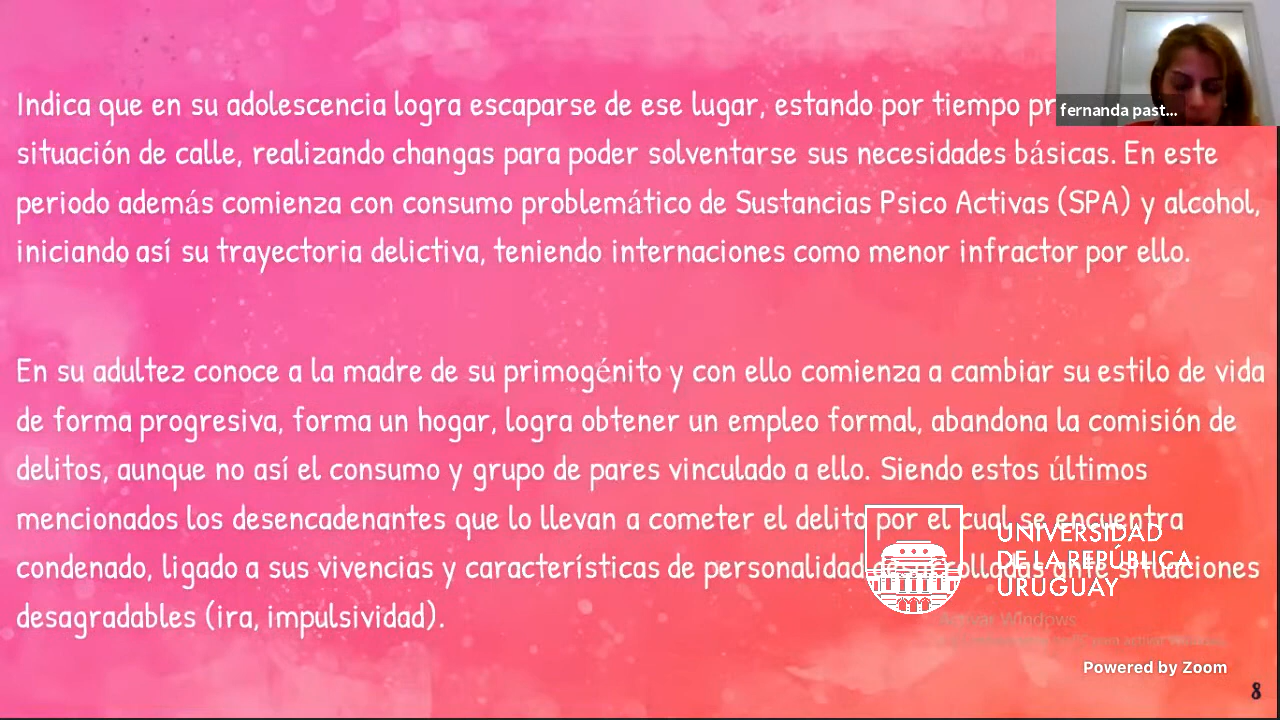 Indica que en su adolescencia logra escaparse de ese lugar, estando por tiempo
fernanda past...
situación de calle, realizando changas para poder solventarse sus necesidades básicas. En este
periodo además comienza con consumo problemático de Sustancias Psico Activas (SPA) y alcohol,
iniciando así su trayectoria delictiva, teniendo internaciones como menor infractor por ello.
En su adultez conoce a la madre de su primogénito y con ello comienza a cambiar su estilo de vida
de forma progresiva, forma un hogar, logra obtener un empleo formal, abandona la comisión de
delitos, aunque no así el consumo y grupo de pares vinculado a ello. Siendo estos últimos
mencionados los desencadenantes que lo llevan a cometer el delito por el cual se encuentra
condenado, ligado a sus vivencias y características de personalidad situaciones
desagradables (ira, impulsividad).
UNIVERSIDAD
DE LA REPÚBLICA
URUGUAY
Activar Windows
Powered by Zoom
8